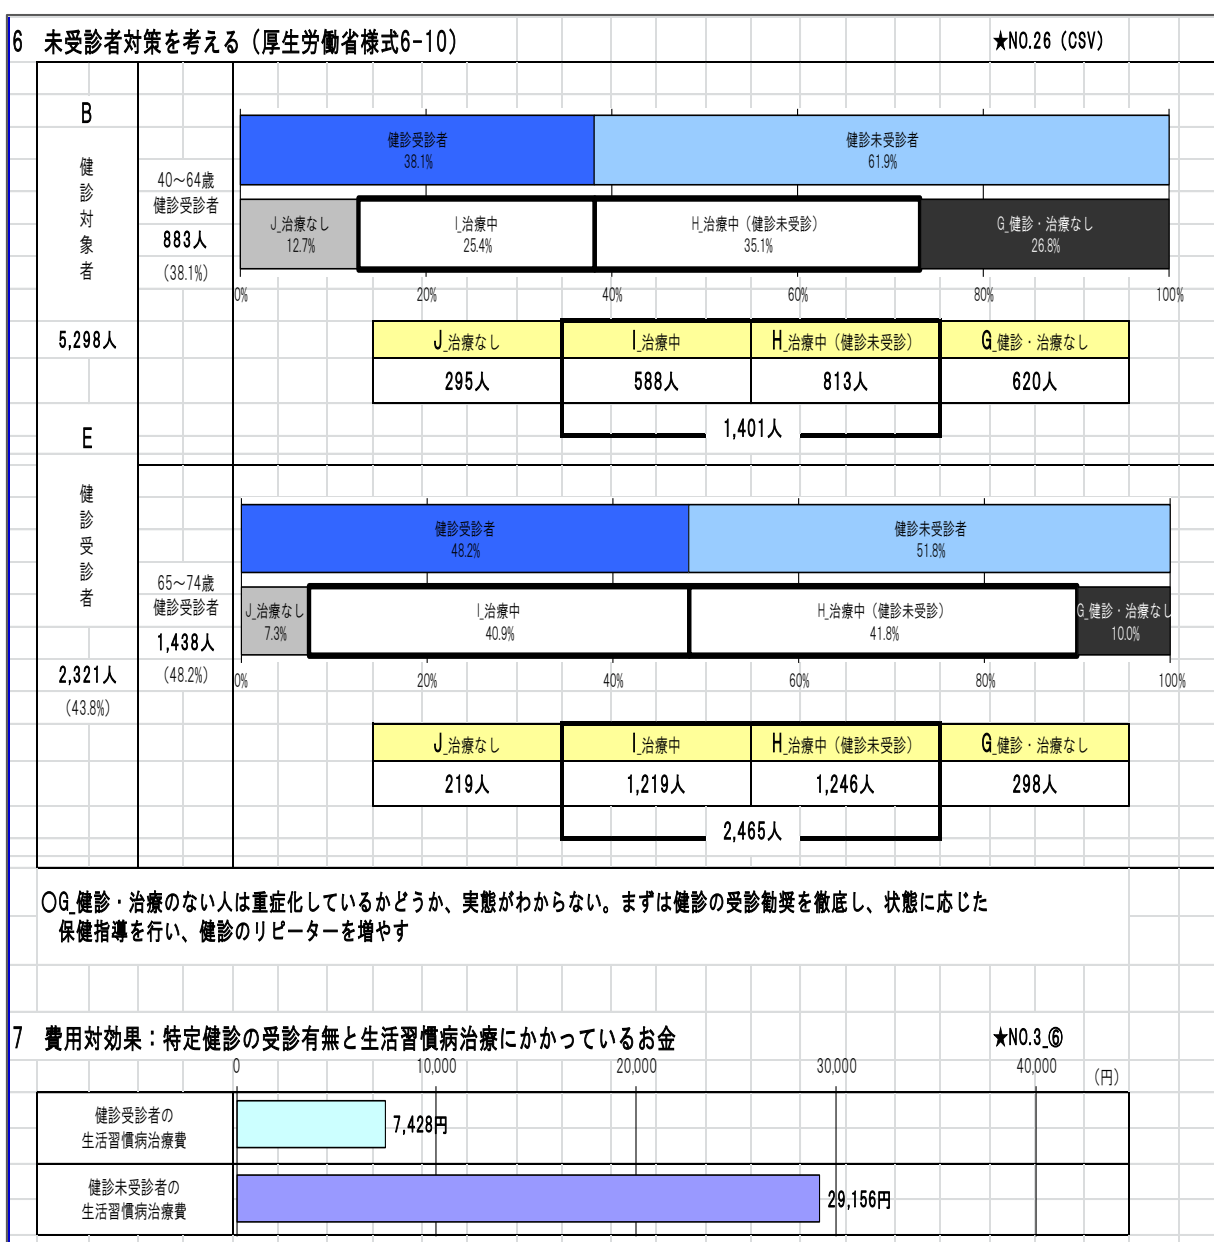 6 未受診者対策を考える（厚生労働省様式6-10）
★NO.26（CSV）
B
健診対象者
5,298人
E
健診受診者
2,321人
(43.8%)
40～64歳
健診受診者
883人
(38.1%)
健診受診者
38.1%
健診未受診者
61.9%
J_治療なし
12.7%
I_治療中
25.4%
H_治療中（健診未受診）
35.1%
G_健診・治療なし
26.8%
0% 20% 40% 60% 80% 100%
J_治療なし I_治療中 H_治療中（健診未受診） G_健診・治療なし
295人 588人 813人 620人
1,401人
65～74歳
健診受診者
1,438人
(48.2%)
健診受診者
48.2%
健診未受診者
51.8%
J_治療なし
7.3%
I_治療中
40.9%
H_治療中（健診未受診）
41.8%
G_健診・治療なし
10.0%
0% 20% 40% 60% 80% 100%
J_治療なし I_治療中 H_治療中（健診未受診） G_健診・治療なし
219人 1,219人 1,246人 298人
2,465人
○G_健診・治療のない人は重症化しているかどうか、実態がわからない。まずは健診の受診勧奨を徹底し、状態に応じた
保健指導を行い、健診のリピーターを増やす
7 費用対効果：特定健診の受診有無と生活習慣病治療にかかっているお金
★NO.3_⑥
0 10,000 20,000 30,000 40,000
（円）
健診受診者の
生活習慣病治療費
7,428円
健診未受診者の
生活習慣病治療費
29,156円